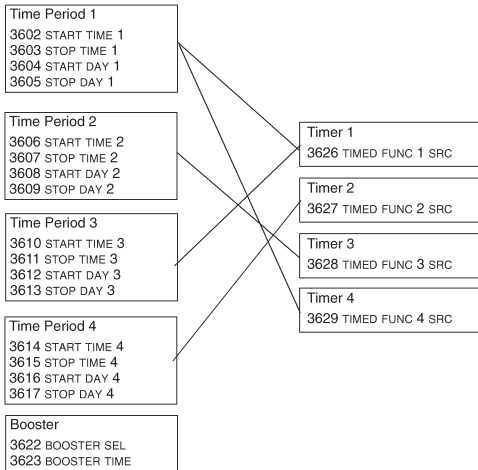 Time Period 1
3602 START TIME 1
3603 STOP TIME 1
3604 START DAY 1
3605 STOP DAY 1
Time Period 2
3606 START TIME 2
3607 STOP TIME 2
3608 START DAY 2
3609 STOP DAY 2
Time Period 3
3610 START TIME 3
3611 STOP TIME 3
3612 START DAY 3
3613 STOP DAY 3
Time Period 4
3614 START TIME 4
3615 STOP TIME 4
3616 START DAY 4
3617 STOP DAY 4
Booster
3622 BOOSTER SEL
3623 BOOSTER TIME
Timer 1
3626 TIMED FUNC 1 SRC
Timer 2
3627 TIMED FUNC 2 SRC
Timer 3
3628 TIMED FUNC 3 SRC
Timer 4
3629 TIMED FUNC 4 SRC